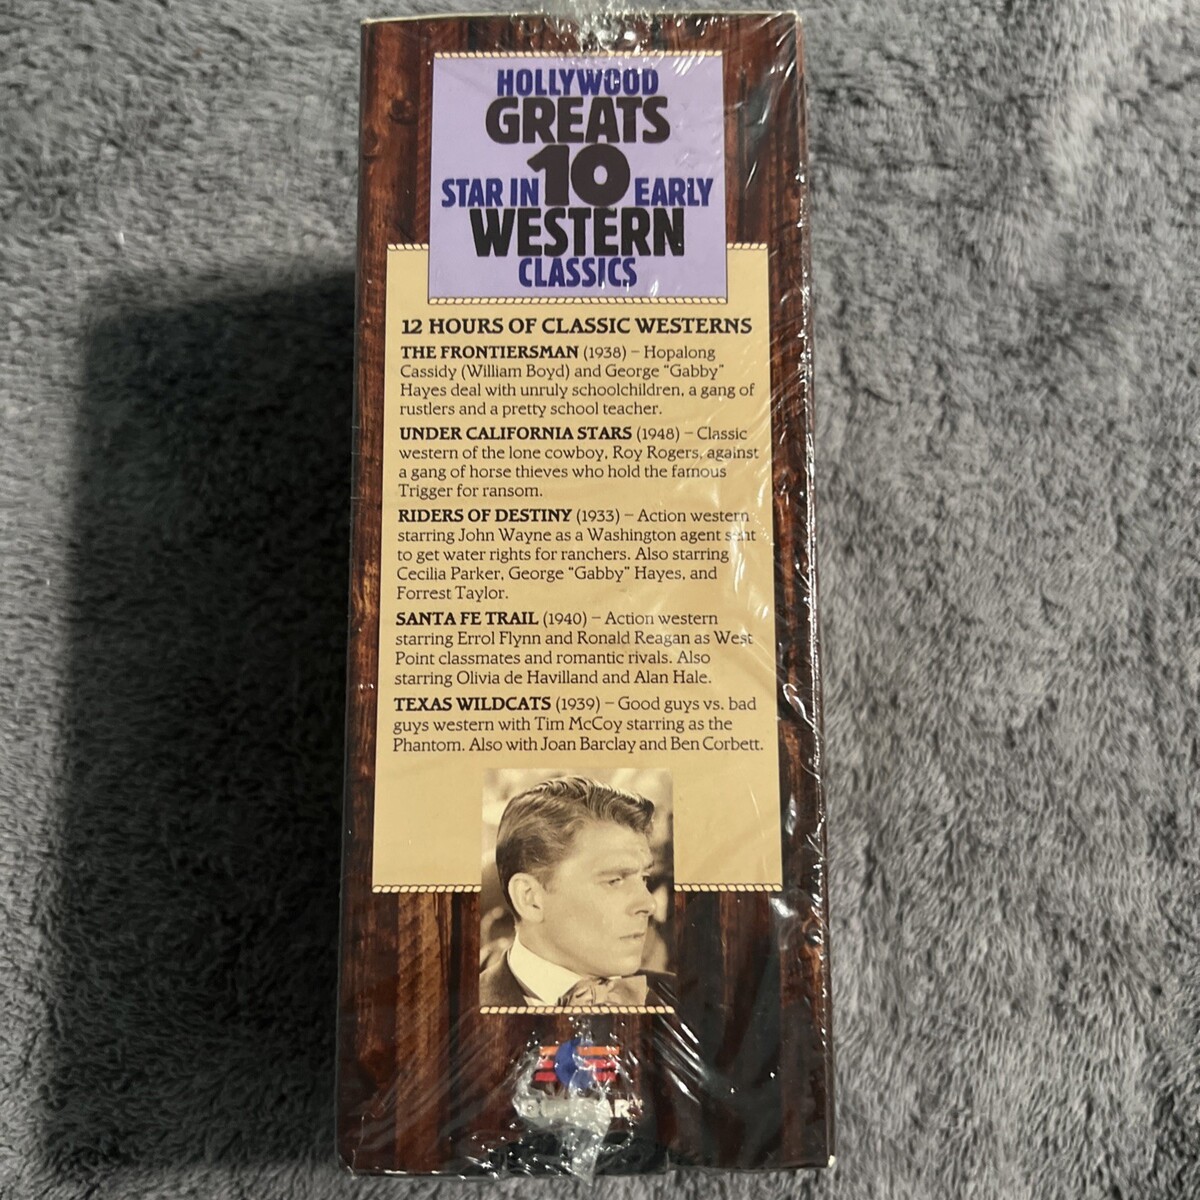 HOLLYWOOD
GREATS
STAR IN 10 EARLY
WESTERN
CLASSICS
12 HOURS OF CLASSIC WESTERNS
THE FRONTIERSMAN (1938) – Hopalong
Cassidy (William Boyd) and George "Gabby"
Hayes deal with unruly schoolchildren, a gang of
rustlers and a pretty school teacher.
UNDER CALIFORNIA STARS (1948) – Classic
western of the lone cowboy, Roy Rogers, against
a gang of horse thieves who hold the famous
Trigger for ransom.
RIDERS OF DESTINY (1933) – Action western
starring John Wayne as a Washington agent sent
to get water rights for ranchers. Also starring
Cecilia Parker, George "Gabby" Hayes, and
Forrest Taylor.
SANTA FE TRAIL (1940) – Action western
starring Errol Flynn and Ronald Reagan as West
Point classmates and romantic rivals. Also
starring Olivia de Havilland and Alan Hale.
TEXAS WILDCATS (1939) – Good guys vs. bad
guys western with Tim McCoy starring as the
Phantom. Also with Joan Barclay and Ben Corbett.